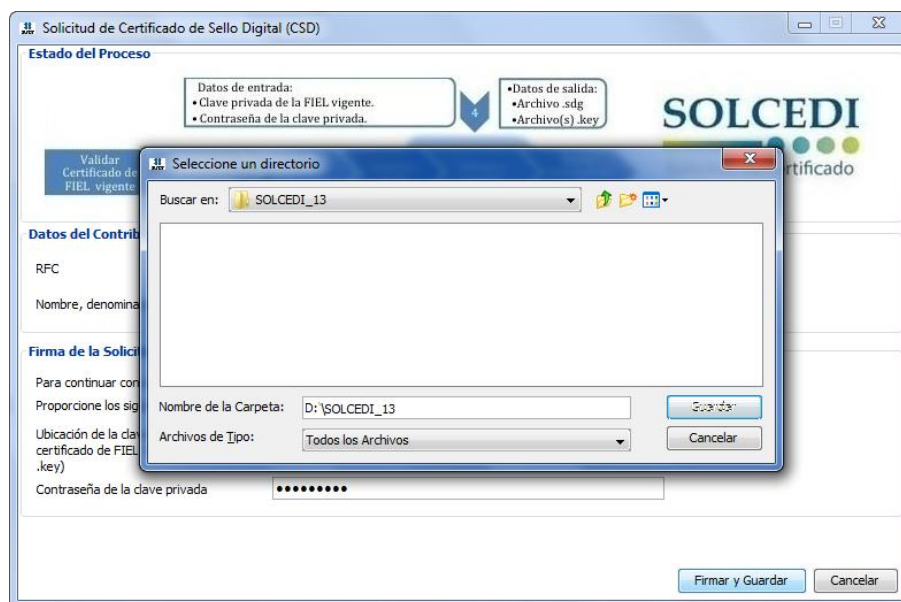 Solicitud de Certificado de Sello Digital (CSD)
Estado del Proceso
Datos de entrada:
•Clave privada de la FIEL vigente.
•Contraseña de la clave privada.
4
•Datos de salida:
•Archivo .sdg
•Archivo(s) .key
SOLCEDI
rtificado
Validar
Certificado de
FIEL vigente
Seleccione un directorio
Buscar en:
SOLCEDI_13
Datos del Contrib
RFC
Nombre, denomina
Firma de la Solici
Para continuar con
Proporcione los sig
Nombre de la Carpeta:
D:\SOLCEDI_13
Guardar
Ubicación de la clav
certificado de FIEL
.key)
Archivos de Tipo:
Todos los Archivos
Cancelar
Contraseña de la clave privada
•••••••••
Firmar y Guardar
Cancelar